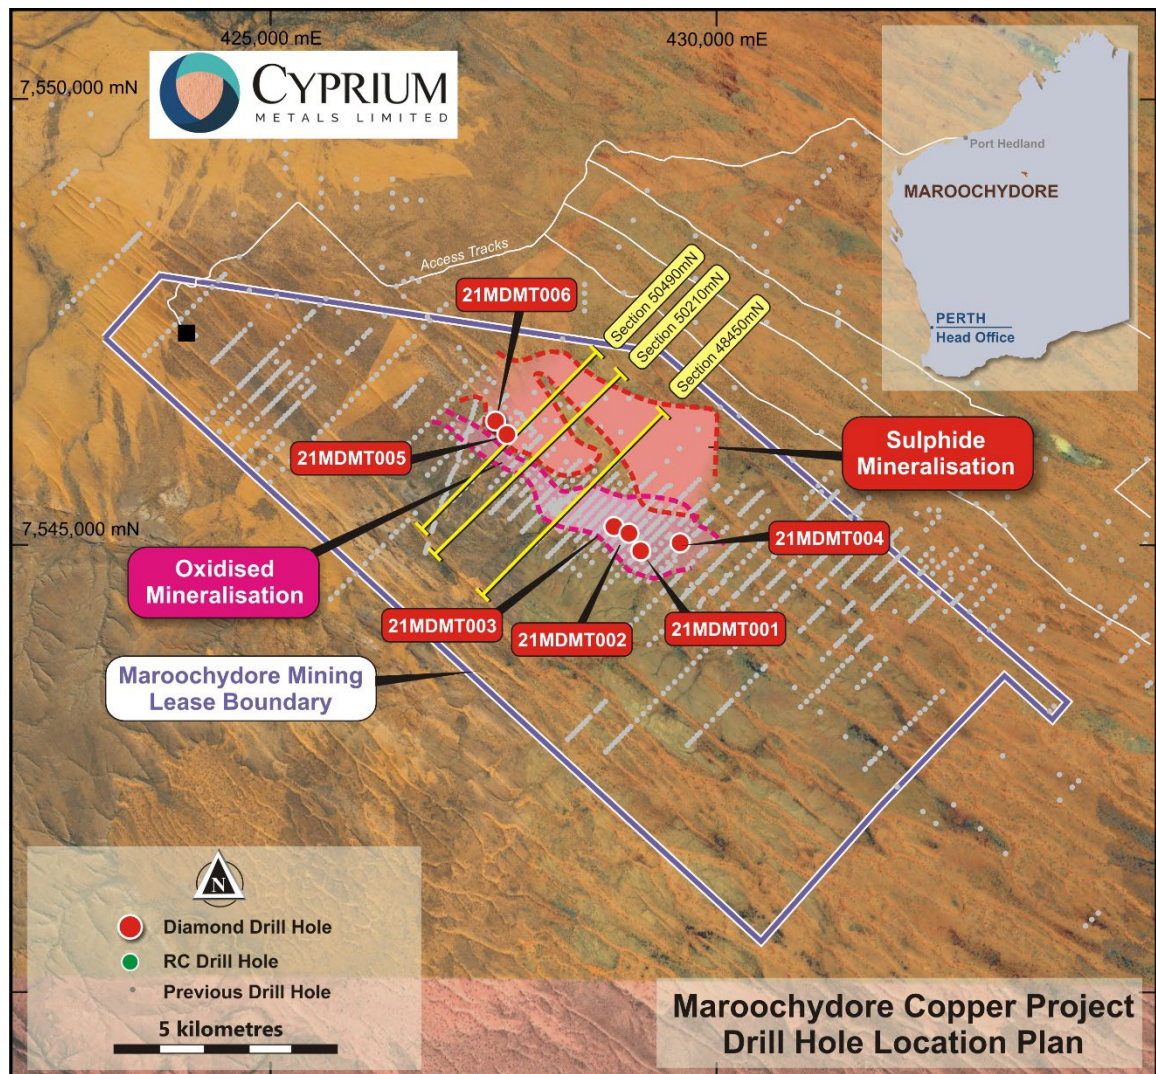 425,000 mE
430,000 mE
7,550,000 mN
CYPRIUM
METALS LIMITED
Port Hedland
MAROOCHYDORE
PERTH
Head Office
Access Tracks
Section 50490mN
Section 50210mN
Section 48450mN
21MDMT006
21MDMT005
Sulphide
Mineralisation
7,545,000 mN
Oxidised
Mineralisation
21MDMT004
21MDMT003
21MDMT002
21MDMT001
Maroochydore Mining
Lease Boundary
N
Diamond Drill Hole
RC Drill Hole
Previous Drill Hole
5 kilometres
Maroochydore Copper Project
Drill Hole Location Plan